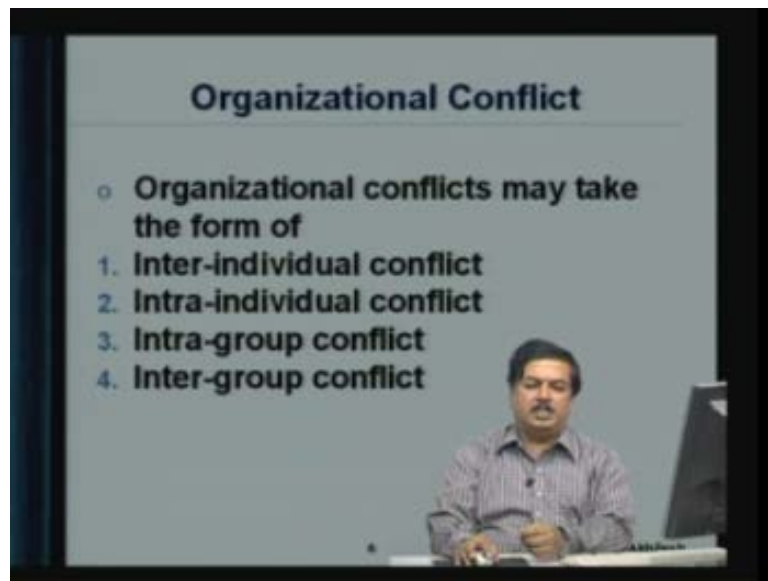 Organizational Conflict
o Organizational conflicts may take
the form of
1. Inter-individual conflict
2. Intra-individual conflict
3. Intra-group conflict
4. Inter-group conflict